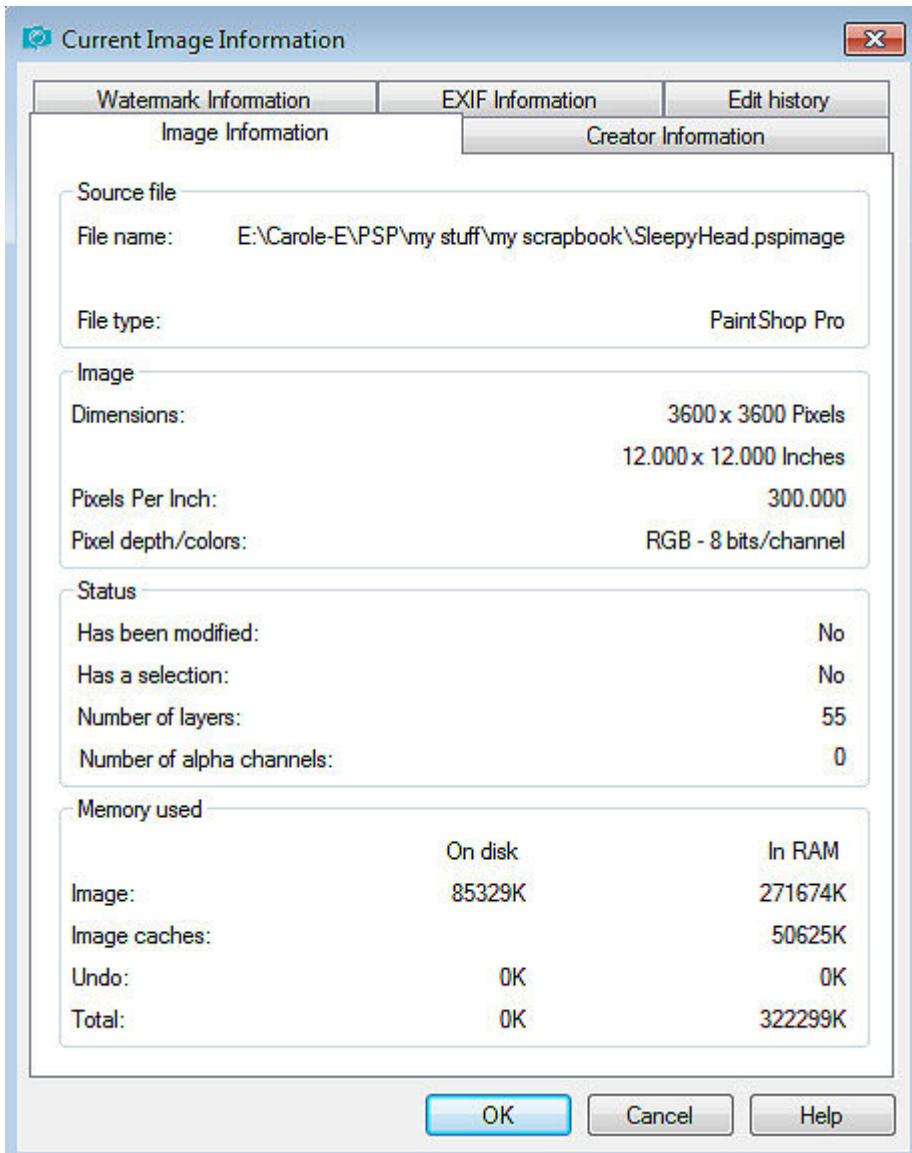 Current Image Information
Watermark Information EXIF Information Edit history
Image Information Creator Information
Source file
File name: E:\Carole-E\PSP\my stuff\my scrapbook\SleepyHead.pspimage
File type: PaintShop Pro
Image
Dimensions: 3600 x 3600 Pixels
12.000 x 12.000 Inches
Pixels Per Inch: 300.000
Pixel depth/colors: RGB - 8 bits/channel
Status
Has been modified: No
Has a selection: No
Number of layers: 55
Number of alpha channels: 0
Memory used
On disk In RAM
Image: 85329K 271674K
Image caches: 50625K
Undo: 0K 0K
Total: 0K 322299K
OK Cancel Help